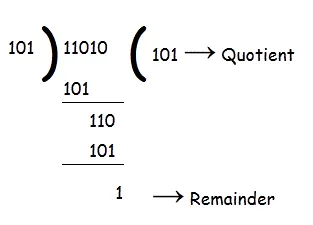 101 ) 11010 ( 101 → Quotient
101
110
101
1 → Remainder